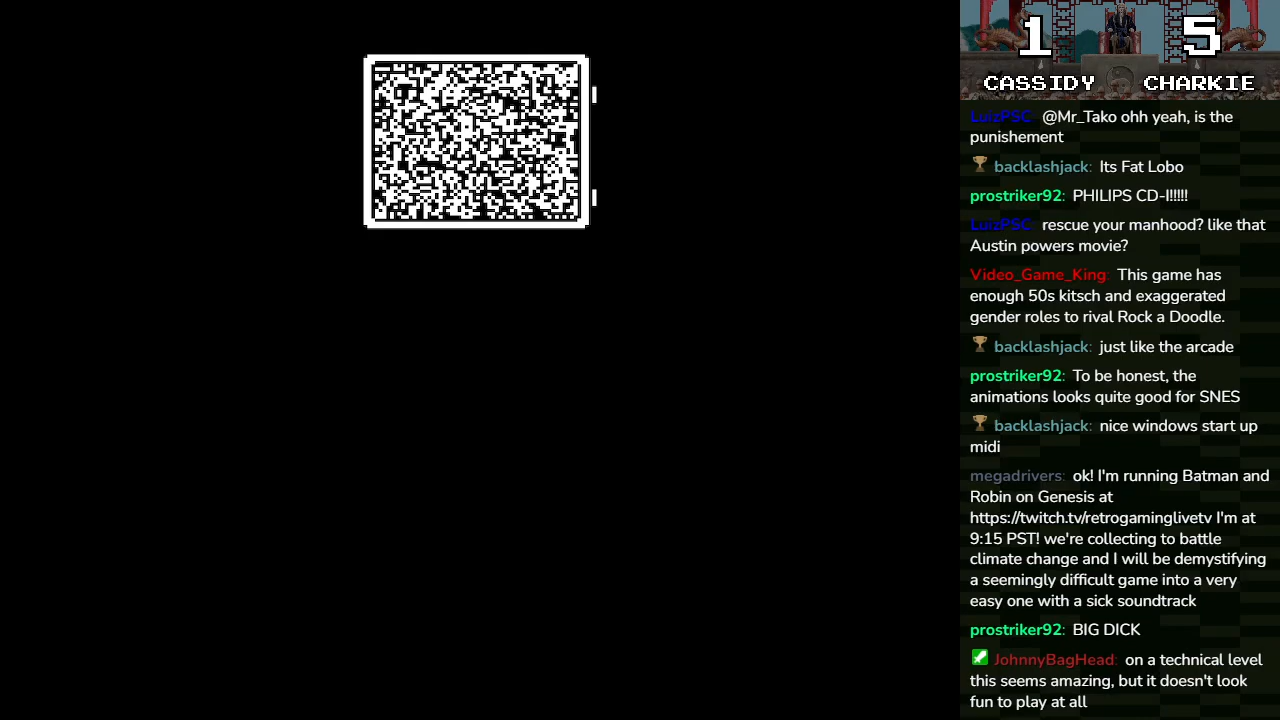 1 5
CASSIDY CHARKIE
LuizPSC: @Mr_Tako ohh yeah, is the
punishement
backlashjack: Its Fat Lobo
prostriker92: PHILIPS CD-I!!!!!
LuizPSC: rescue your manhood? like that
Austin powers movie?
Video_Game_King: This game has
enough 50s kitsch and exaggerated
gender roles to rival Rock a Doodle.
backlashjack: just like the arcade
prostriker92: To be honest, the
animations looks quite good for SNES
backlashjack: nice windows start up
midi
megadrivers: ok! I'm running Batman and
Robin on Genesis at
https://twitch.tv/retrogaminglivetv I'm at
9:15 PST! we're collecting to battle
climate change and I will be demystifying
a seemingly difficult game into a very
easy one with a sick soundtrack
prostriker92: BIG DICK
JohnnyBagHead: on a technical level
this seems amazing, but it doesn't look
fun to play at all